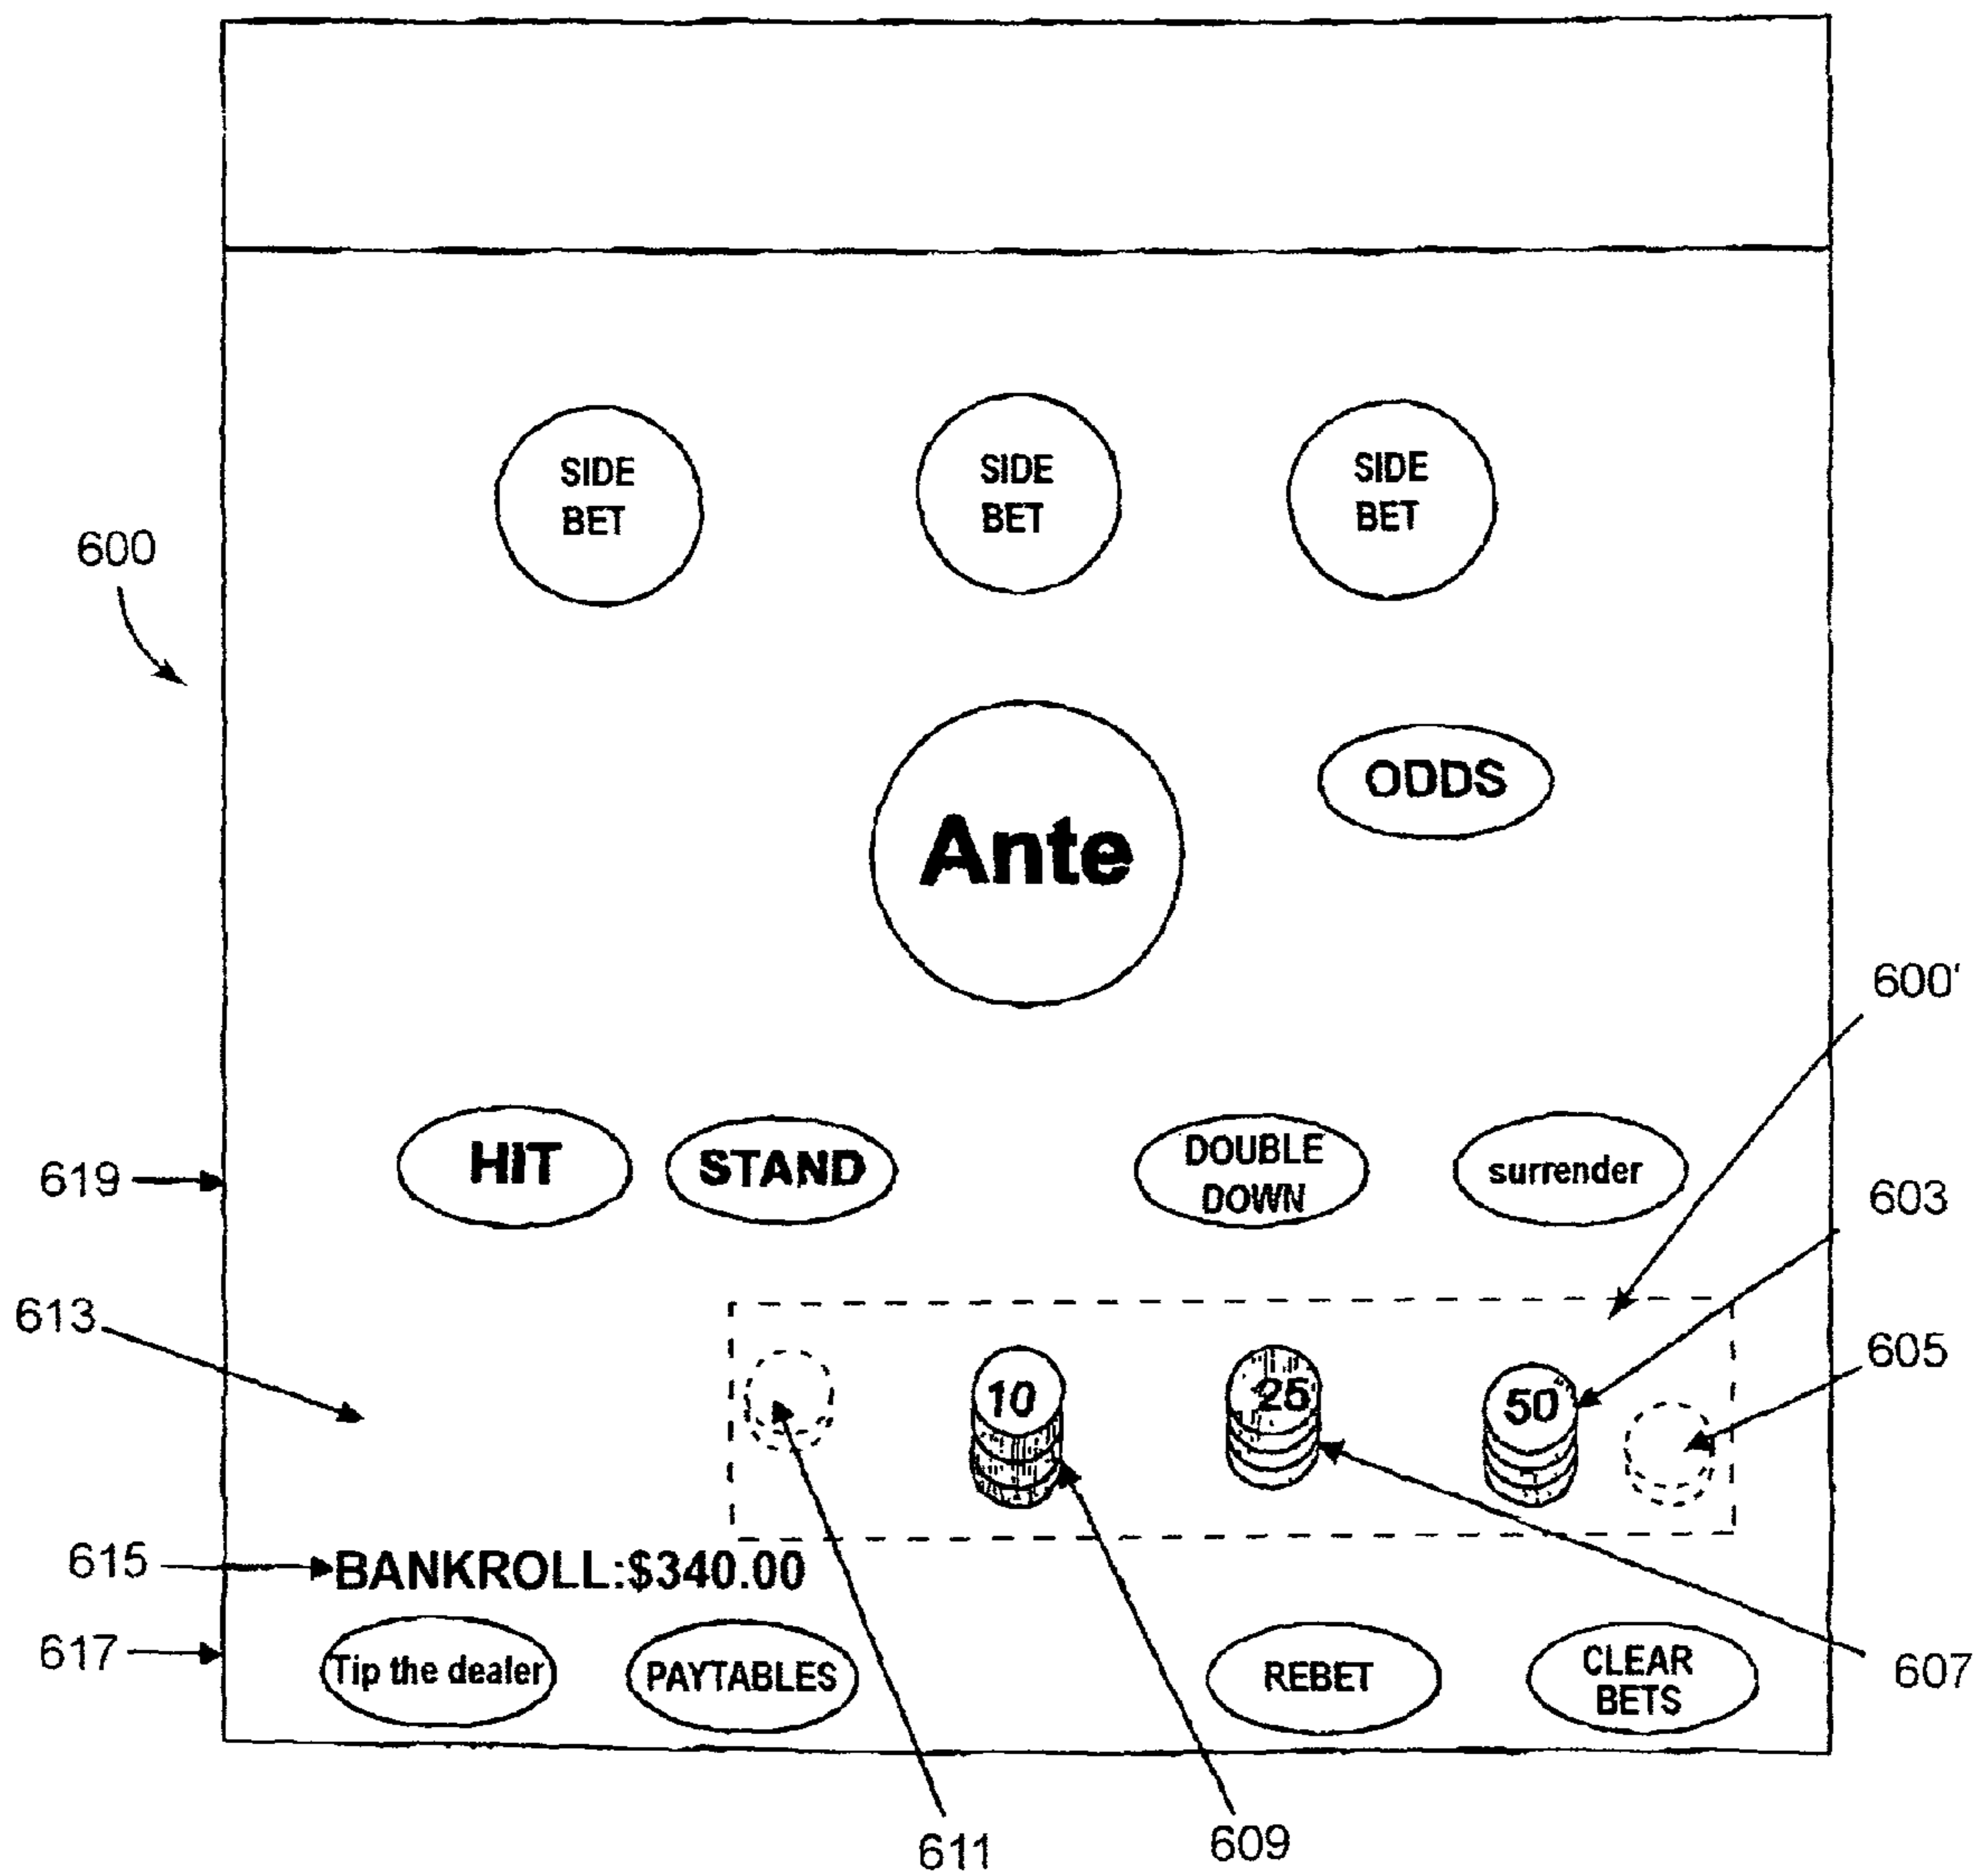 SIDE
BET
SIDE
BET
SIDE
BET
600
ODDS
Ante
600'
HIT
STAND
DOUBLE
DOWN
surrender
619
603
613
605
10
25
50
615
BANKROLL:$340.00
617
Tip the dealer
PAYTABLES
REBET
CLEAR
BETS
607
611
609